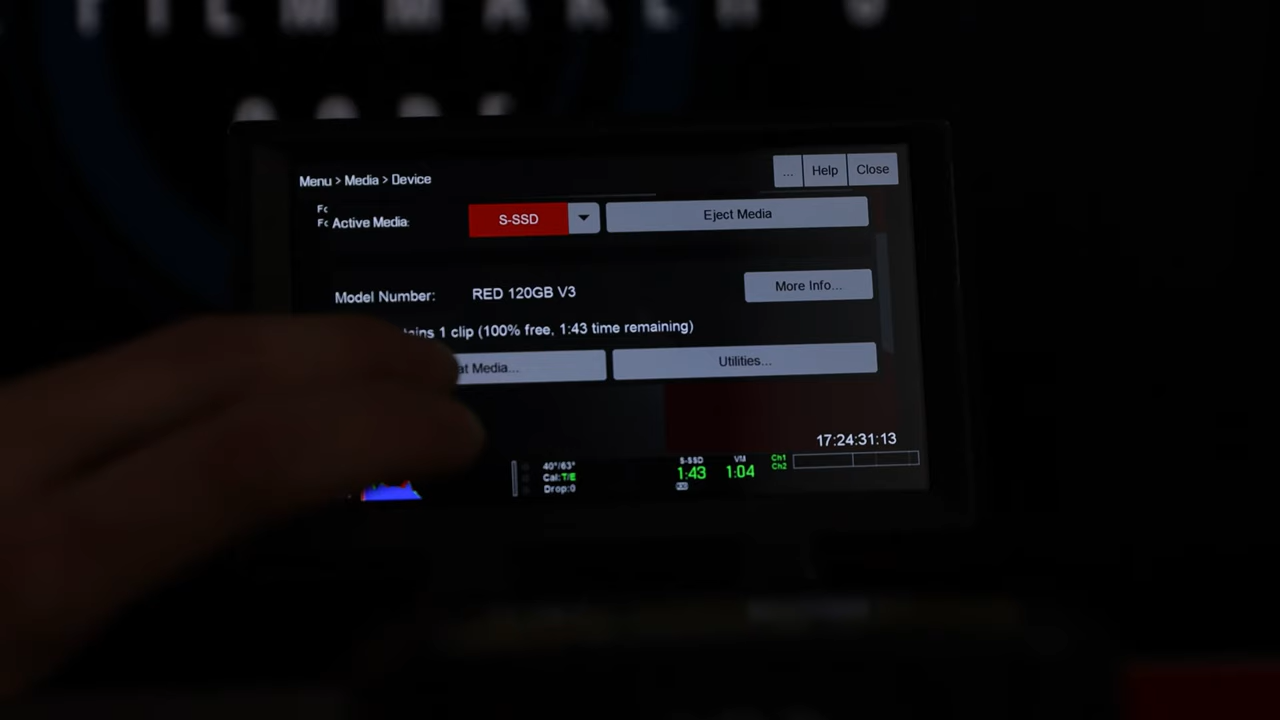 FILMMAKER'S
Menu > Media > Device
... Help Close
Active Media: S-SSD Eject Media
Model Number: RED 120GB V3 More Info...
1 clip (100% free, 1:43 time remaining)
Media... Utilities...
17:24:31:13
40°/63° S-SSD VM Ch1
Cal:T/E 1:43 1:04 Ch2
Drop:0